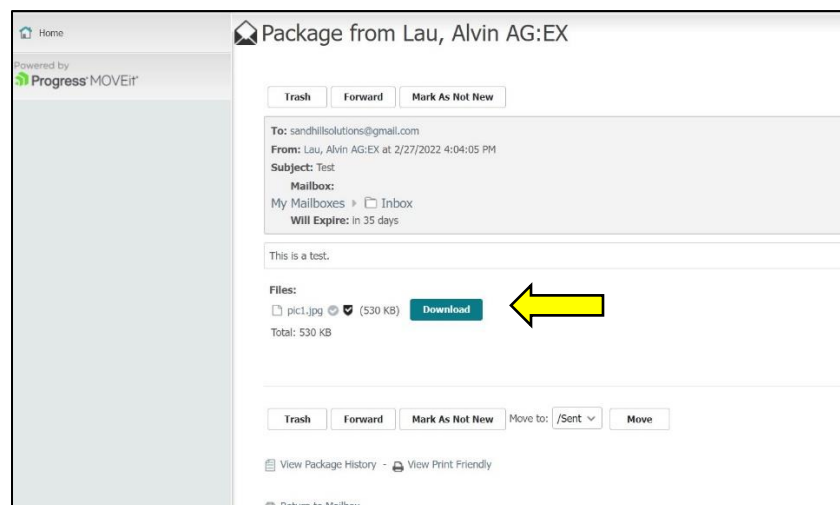 Home
Package from Lau, Alvin AG:EX
Powered by
Progress MOVEit
Trash Forward Mark As Not New
To: sandhillsolutions@gmail.com
From: Lau, Alvin AG:EX at 2/27/2022 4:04:05 PM
Subject: Test
Mailbox:
My Mailboxes Inbox
Will Expire: in 35 days
This is a test.
Files:
pic1.jpg (530 KB) Download
Total: 530 KB
Trash Forward Mark As Not New Move to: /Sent Move
View Package History - View Print Friendly
Return to Mailbox